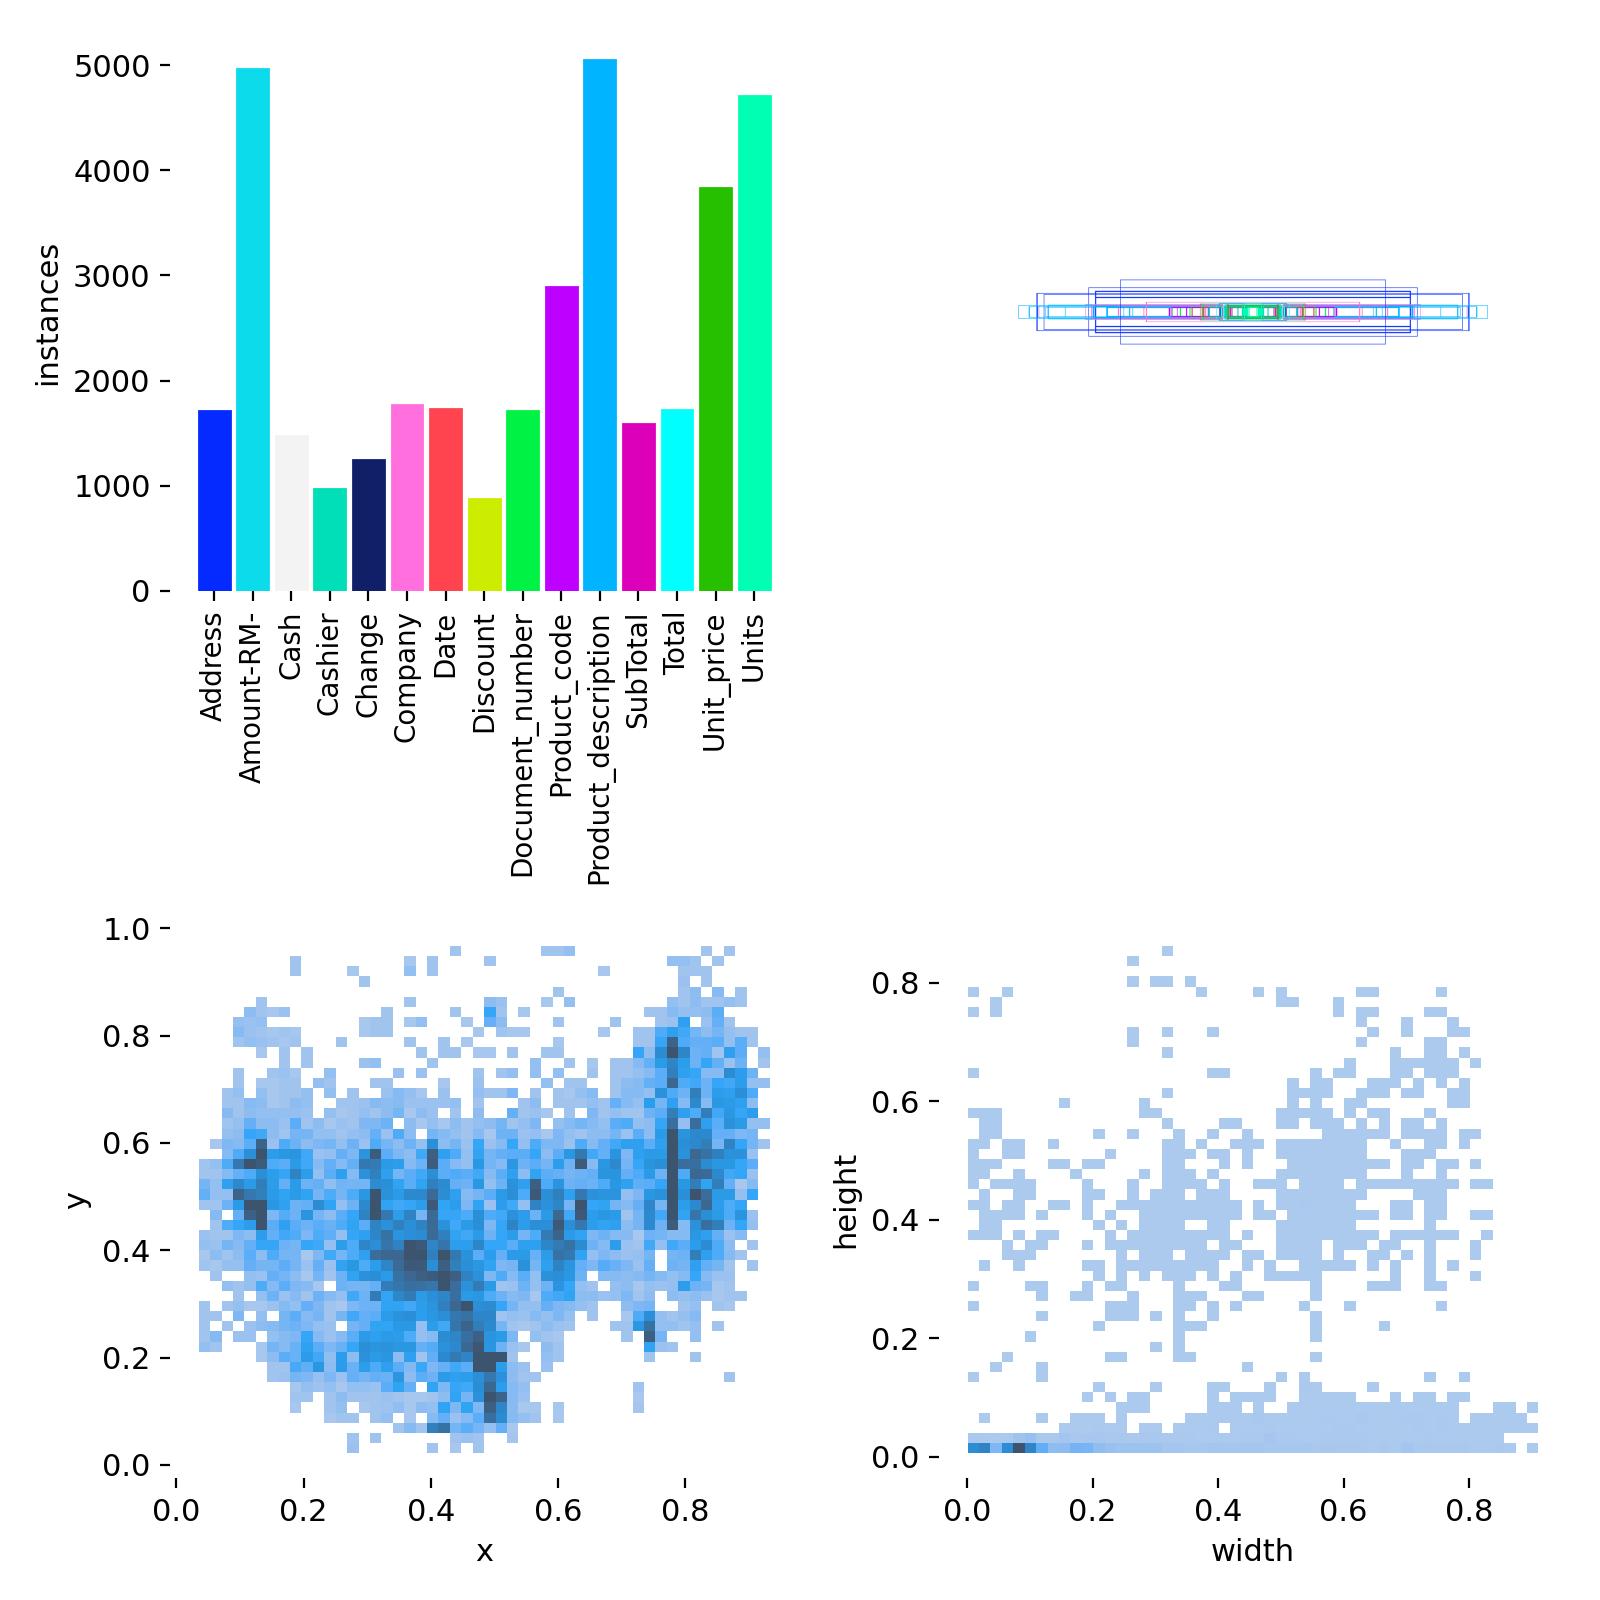 5000
4000
3000
2000
1000
0
instances
Address
Amount-RM-
Cash
Cashier
Change
Company
Date
Discount
Document_number
Product_code
Product_description
SubTotal
Total
Unit_price
Units
1.0
0.8
0.6
0.4
0.2
0.0
y
0.0 0.2 0.4 0.6 0.8
x
0.8
0.6
0.4
0.2
0.0
height
0.0 0.2 0.4 0.6 0.8
width